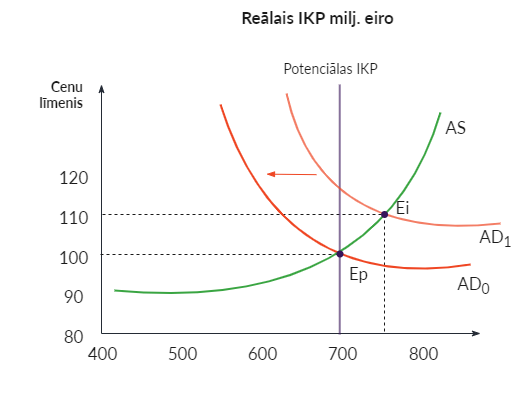 Reālais IKP milj. eiro
Potenciālas IKP
Cenu
līmenis
AS
120
Ei
110
AD1
100
Ep
AD0
90
80
400 500 600 700 800